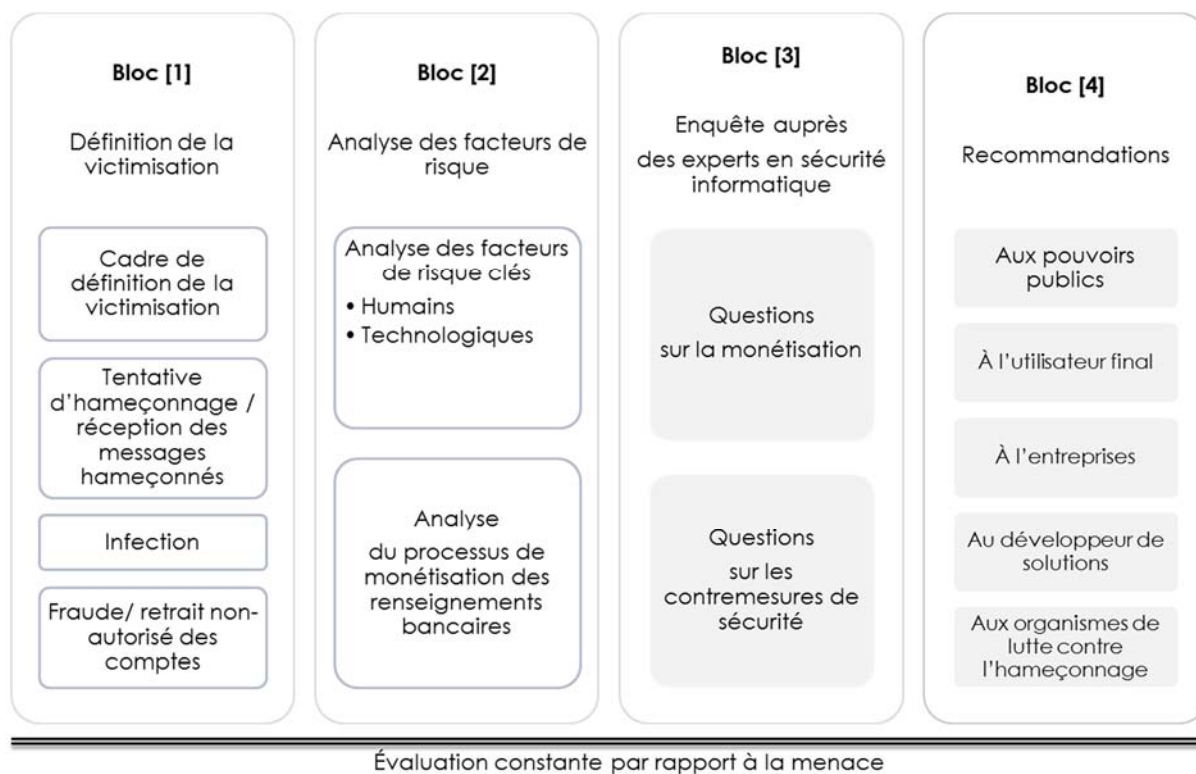 Bloc [1]
Définition de la
victimisation
Cadre de
définition de la
victimisation
Tentative
d'hameçonnage /
réception des
messages
hameçonnés
Infection
Fraude/ retrait non-
autorisé des
comptes
Bloc [2]
Analyse des facteurs de
risque
Analyse des facteurs
de risque clés
• Humains
• Technologiques
Analyse
du processus de
monétisation des
renseignements
bancaires
Bloc [3]
Enquête auprès
des experts en sécurité
informatique
Questions
sur la monétisation
Questions
sur les
contremesures de
sécurité
Bloc [4]
Recommandations
Aux pouvoirs
publics
À l'utilisateur final
À l'entreprises
Au développeur de
solutions
Aux organismes de
lutte contre
l'hameçonnage
Évaluation constante par rapport à la menace